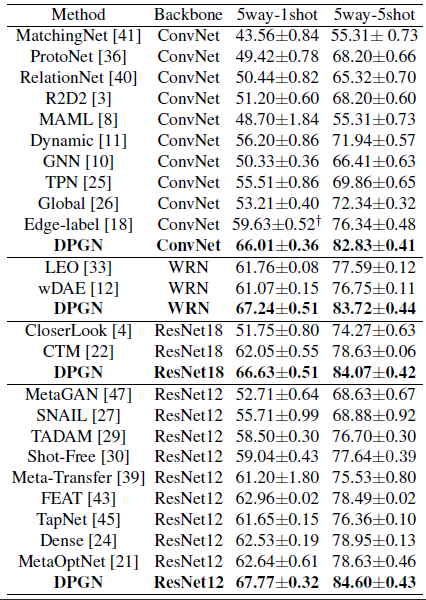 Method Backbone 5way-1shot 5way-5shot
MatchingNet [41] ConvNet 43.56±0.84 55.31± 0.73
ProtoNet [36] ConvNet 49.42±0.78 68.20±0.66
RelationNet [40] ConvNet 50.44±0.82 65.32±0.70
R2D2 [3] ConvNet 51.20±0.60 68.20±0.60
MAML [8] ConvNet 48.70±1.84 55.31±0.73
Dynamic [11] ConvNet 56.20±0.86 71.94±0.57
GNN [10] ConvNet 50.33±0.36 66.41±0.63
TPN [25] ConvNet 55.51±0.86 69.86±0.65
Global [26] ConvNet 53.21±0.40 72.34±0.32
Edge-label [18] ConvNet 59.63±0.52† 76.34±0.48
DPGN ConvNet 66.01±0.36 82.83±0.41
LEO [33] WRN 61.76±0.08 77.59±0.12
wDAE [12] WRN 61.07±0.15 76.75±0.11
DPGN WRN 67.24±0.51 83.72±0.44
CloserLook [4] ResNet18 51.75±0.80 74.27±0.63
CTM [22] ResNet18 62.05±0.55 78.63±0.06
DPGN ResNet18 66.63±0.51 84.07±0.42
MetaGAN [47] ResNet12 52.71±0.64 68.63±0.67
SNAIL [27] ResNet12 55.71±0.99 68.88±0.92
TADAM [29] ResNet12 58.50±0.30 76.70±0.30
Shot-Free [30] ResNet12 59.04±0.43 77.64±0.39
Meta-Transfer [39] ResNet12 61.20±1.80 75.53±0.80
FEAT [43] ResNet12 62.96±0.02 78.49±0.02
TapNet [45] ResNet12 61.65±0.15 76.36±0.10
Dense [24] ResNet12 62.53±0.19 78.95±0.13
MetaOptNet [21] ResNet12 62.64±0.61 78.63±0.46
DPGN ResNet12 67.77±0.32 84.60±0.43